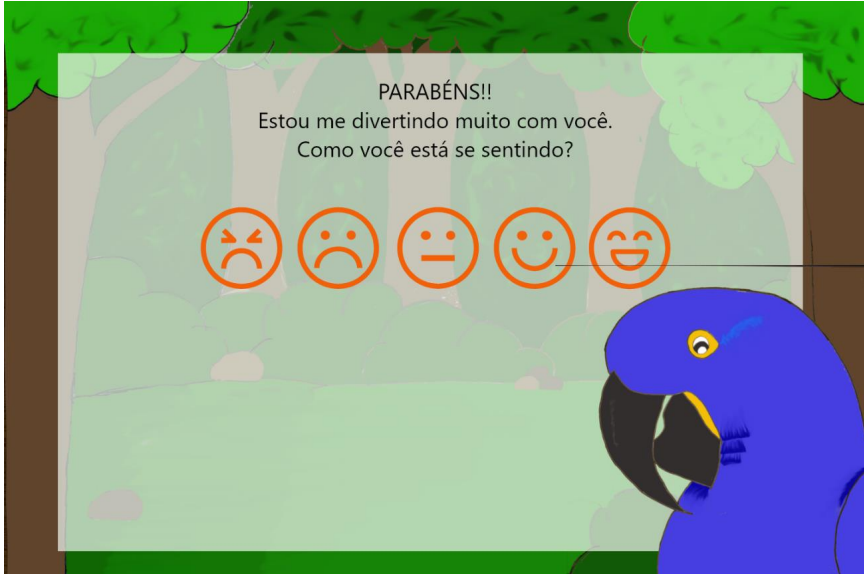 PARABÉNS!!
Estou me divertindo muito com você.
Como você está se sentindo?